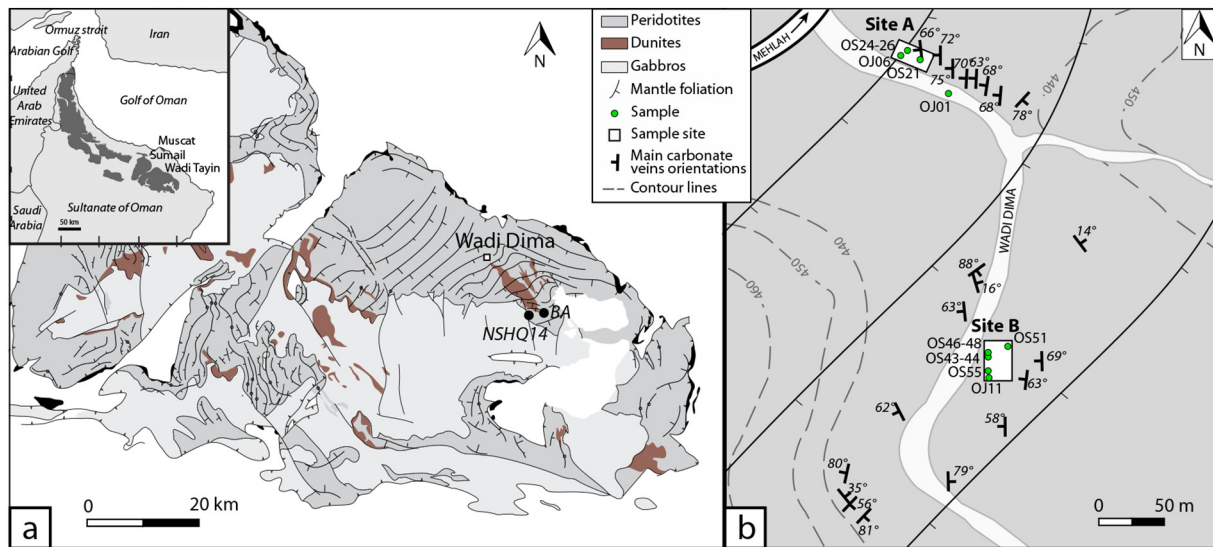 Ormuz strait
Iran
Arabian Golf
United
Arab
Emirates
Golf of Oman
Muscat
Sumail
Wadi Tayin
Saudi
Arabia
Sultanate of Oman
50 km
N
Wadi Dima
BA
NSHQ14
0
20 km
a
Peridotites
Dunites
Gabbros
Mantle foliation
Sample
Sample site
Main carbonate
veins orientations
Contour lines
MEHLAH
Site A
N
OS24-26
OJ06
OS21
OJ01
66°
72°
70°
63°
75°
68°
68°
78°
440
450
WADI DIMA
14°
440
450
460
88°
16°
63°
Site B
OS46-48
OS51
OS43-44
OS55
OJ11
69°
63°
62°
58°
80°
79°
35°
56°
81°
0
50 m
b